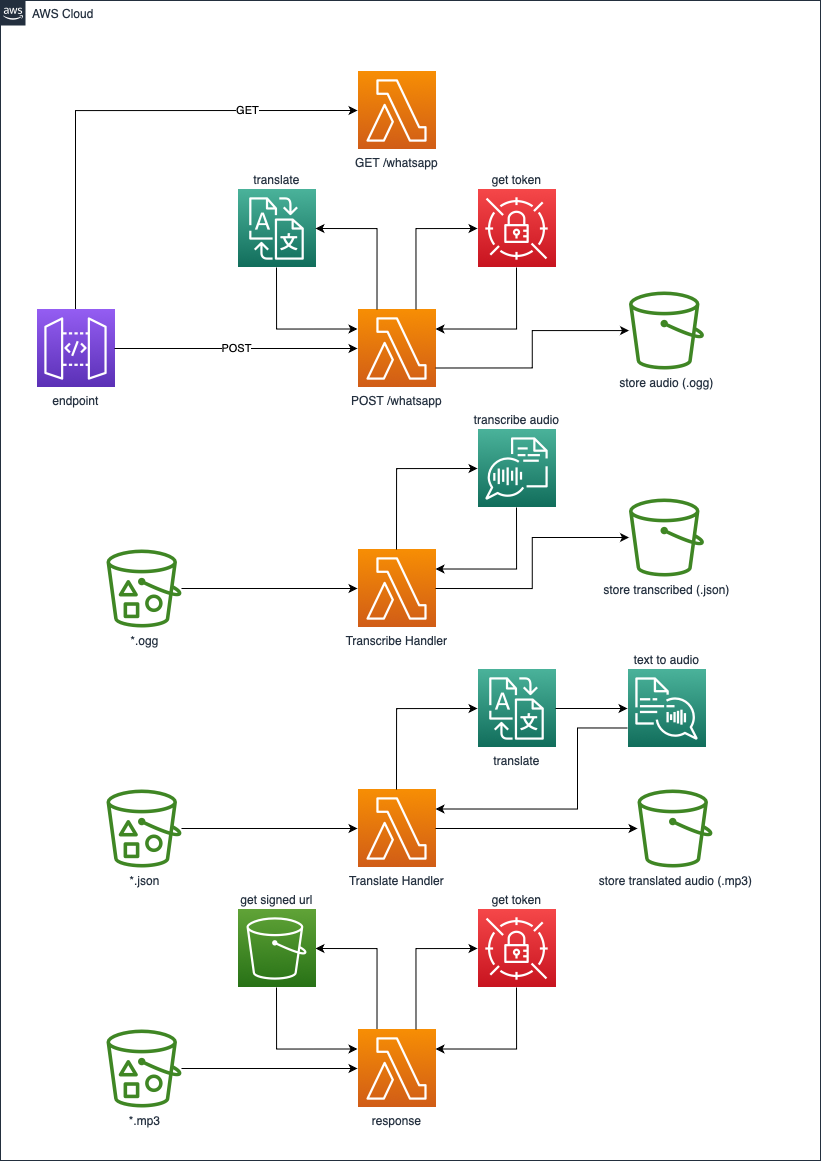 aws
AWS Cloud
GET
GET /whatsapp
translate
get token
A
文
POST
endpoint
POST /whatsapp
store audio (.ogg)
transcribe audio
*.ogg
Transcribe Handler
store transcribed (.json)
text to audio
A
文
translate
*.json
Translate Handler
store translated audio (.mp3)
get signed url
get token
*.mp3
response